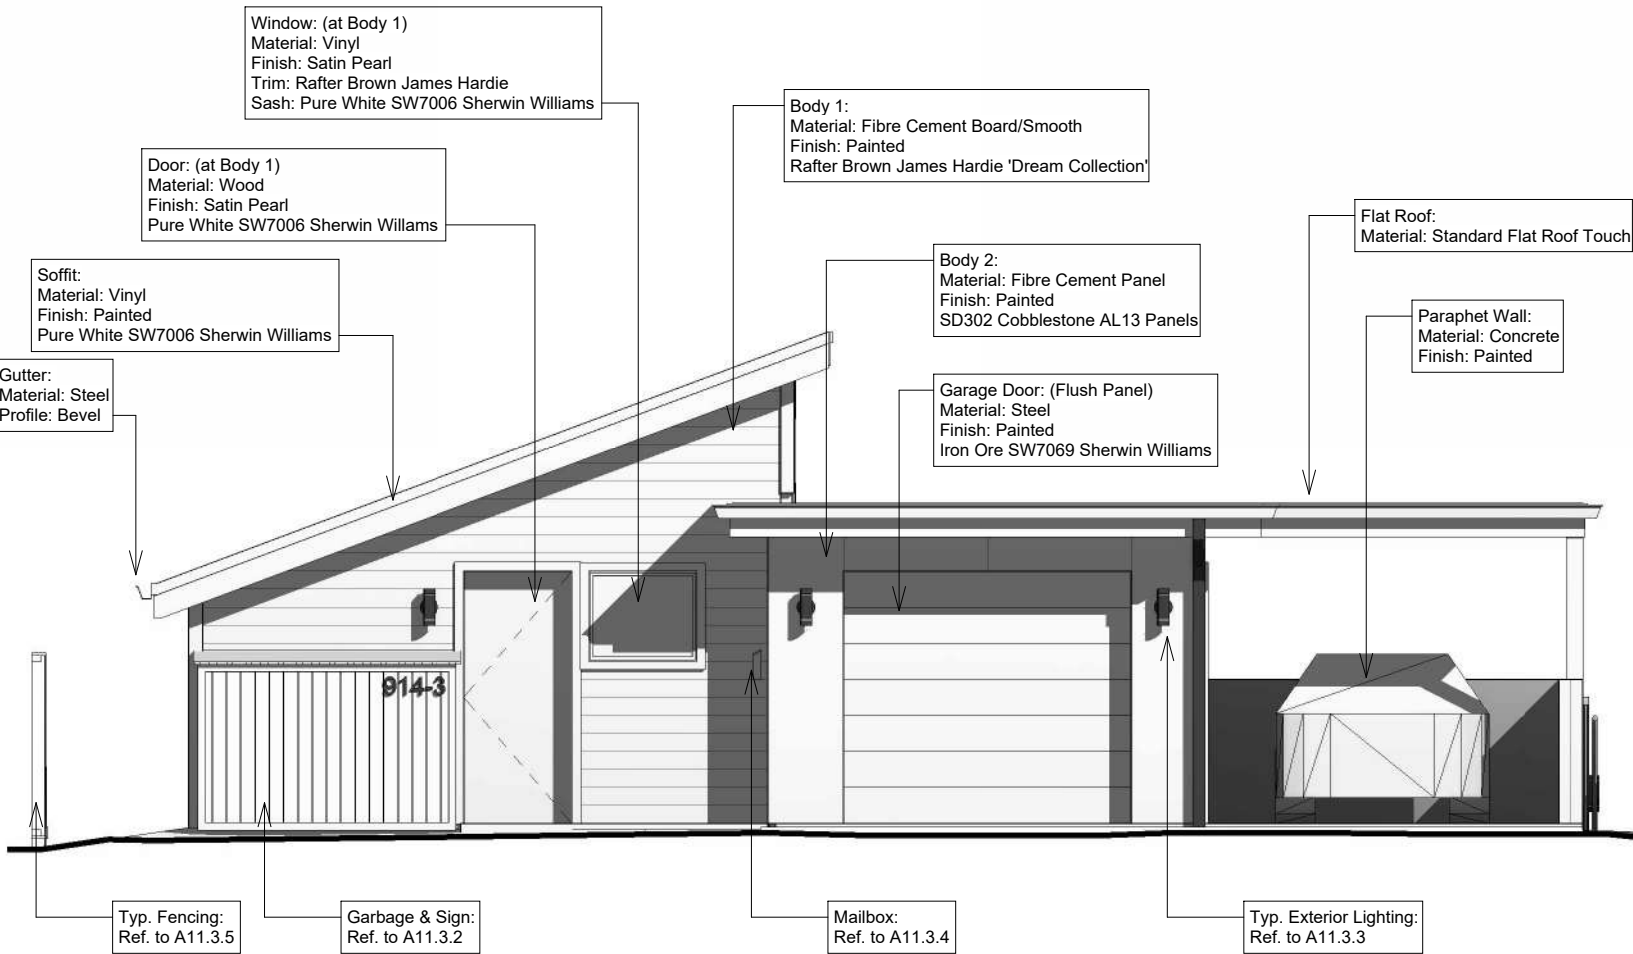 Window: (at Body 1)
Material: Vinyl
Finish: Satin Pearl
Trim: Rafter Brown James Hardie
Sash: Pure White SW7006 Sherwin Williams
Body 1:
Material: Fibre Cement Board/Smooth
Finish: Painted
Rafter Brown James Hardie 'Dream Collection'
Door: (at Body 1)
Material: Wood
Finish: Satin Pearl
Pure White SW7006 Sherwin Willams
Flat Roof:
Material: Standard Flat Roof Touch
Body 2:
Material: Fibre Cement Panel
Finish: Painted
SD302 Cobblestone AL13 Panels
Soffit:
Material: Vinyl
Finish: Painted
Pure White SW7006 Sherwin Williams
Paraphet Wall:
Material: Concrete
Finish: Painted
Gutter:
Material: Steel
Profile: Bevel
Garage Door: (Flush Panel)
Material: Steel
Finish: Painted
Iron Ore SW7069 Sherwin Williams
914-3
Typ. Fencing:
Ref. to A11.3.5
Garbage & Sign:
Ref. to A11.3.2
Mailbox:
Ref. to A11.3.4
Typ. Exterior Lighting:
Ref. to A11.3.3